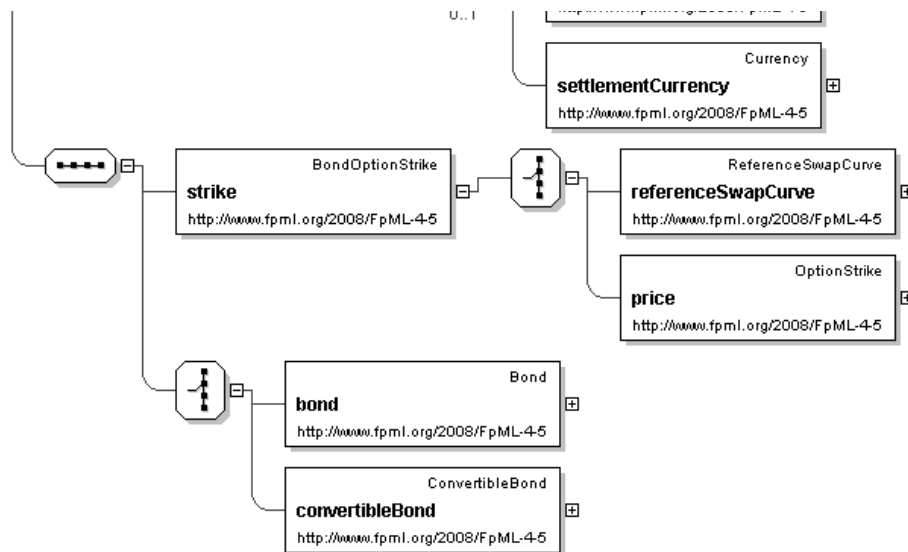 0..1
Currency
settlementCurrency
http://www.fpml.org/2008/FpML-4-5
BondOptionStrike
strike
http://www.fpml.org/2008/FpML-4-5
ReferenceSwapCurve
referenceSwapCurve
http://www.fpml.org/2008/FpML-4-5
OptionStrike
price
http://www.fpml.org/2008/FpML-4-5
Bond
bond
http://www.fpml.org/2008/FpML-4-5
ConvertibleBond
convertibleBond
http://www.fpml.org/2008/FpML-4-5